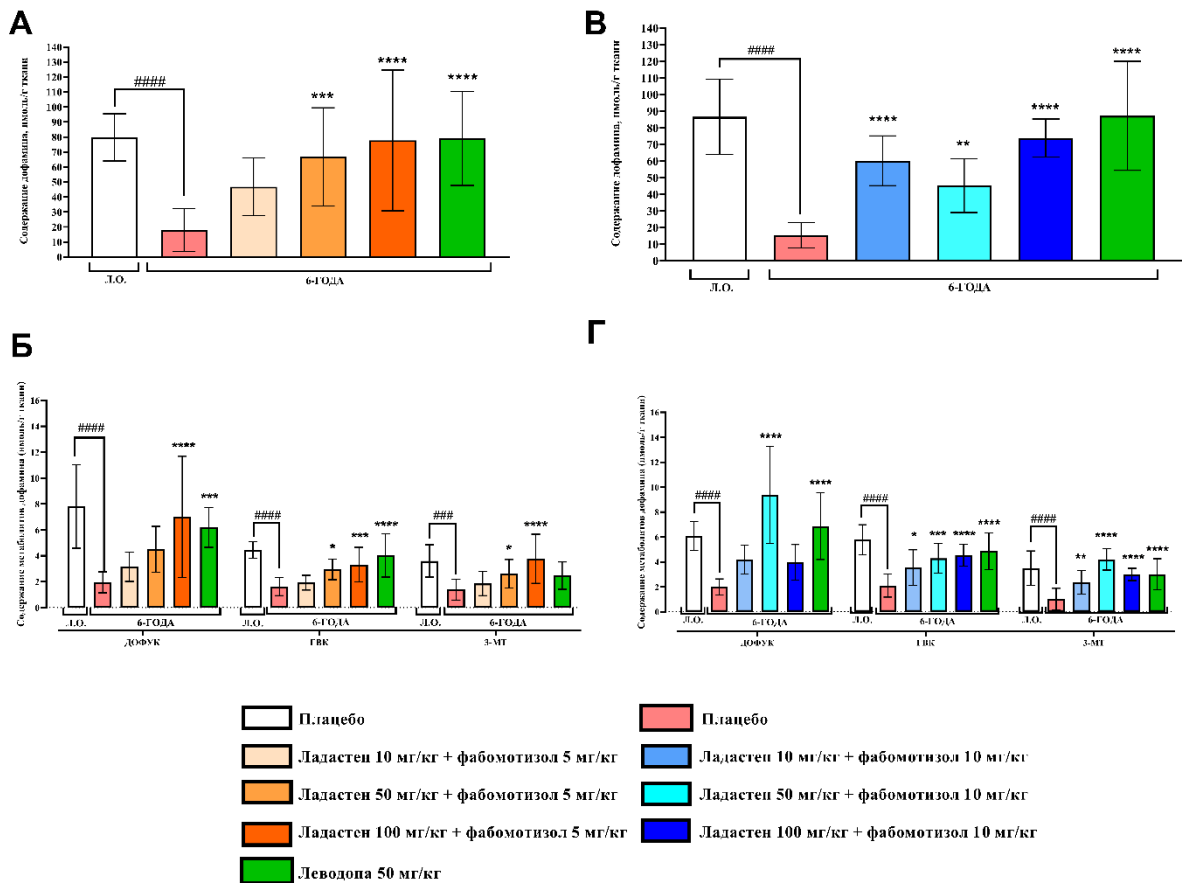 А
Содержание дофамина, нмоль/г ткани
140
130
120
110
100
90
80
70
60
50
40
30
20
10
0
####
***
****
****
Л.О.
6-ГОДА
В
Содержание дофамина, нмоль/г ткани
140
130
120
110
100
90
80
70
60
50
40
30
20
10
0
####
****
**
****
****
Л.О.
6-ГОДА
Б
Содержание метаболитов дофамина (нмоль/г ткани)
16
14
12
10
8
6
4
2
0
####
****
***
####
*
***
****
###
*
****
Л.О.
6-ГОДА
Л.О.
6-ГОДА
Л.О.
6-ГОДА
ДОФУК
ГВК
3-МТ
Г
Содержание метаболитов дофамина (нмоль/г ткани)
16
14
12
10
8
6
4
2
0
####
****
****
####
*
***
****
****
####
**
****
****
****
Л.О.
6-ГОДА
Л.О.
6-ГОДА
Л.О.
6-ГОДА
ДОФУК
ГВК
3-МТ
Плацебо
Ладастен 10 мг/кг + фабомотизол 5 мг/кг
Ладастен 50 мг/кг + фабомотизол 5 мг/кг
Ладастен 100 мг/кг + фабомотизол 5 мг/кг
Леводопа 50 мг/кг
Плацебо
Ладастен 10 мг/кг + фабомотизол 10 мг/кг
Ладастен 50 мг/кг + фабомотизол 10 мг/кг
Ладастен 100 мг/кг + фабомотизол 10 мг/кг